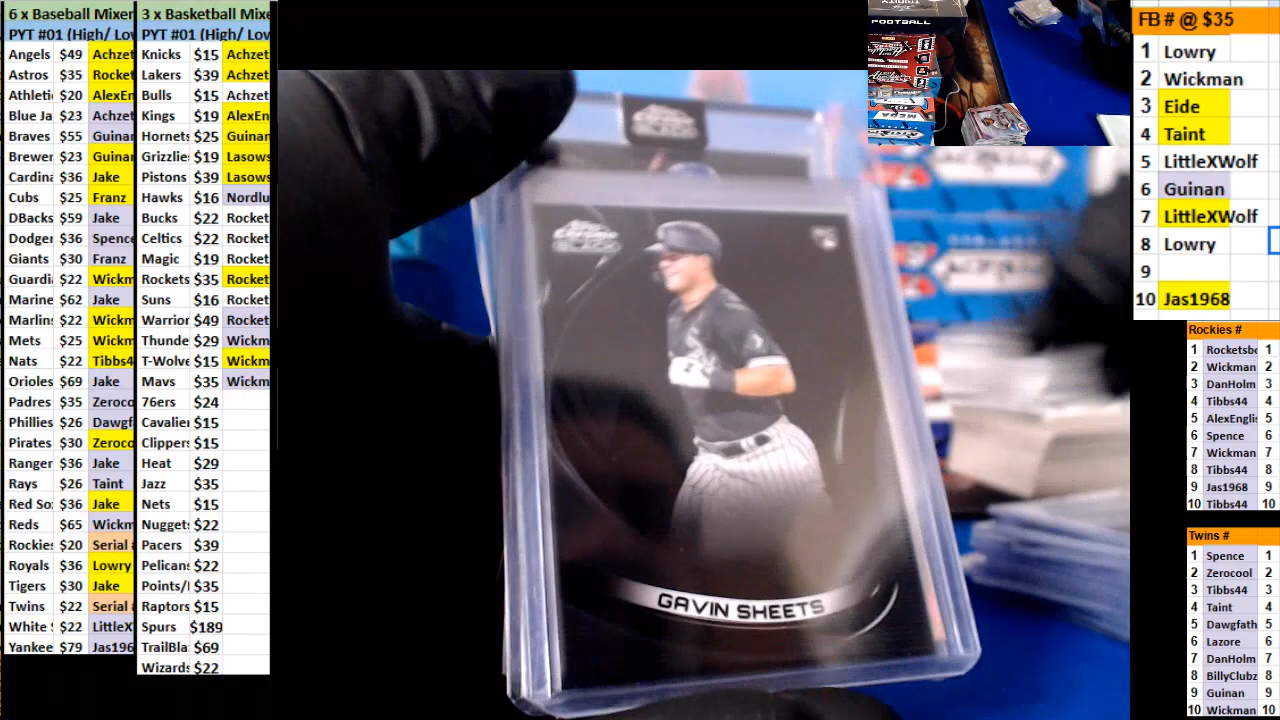 6 x Baseball Mixer
PYT #01 (High/ Lov
Angels $49 Achzet
Astros $35 Rocket
Athleti $20 AlexEn
Blue Ja $23 Achzet
Braves $55 Guinar
Brewer $23 Guinar
Cardina $36 Jake
Cubs $25 Franz
DBacks $59 Jake
Dodger $36 Spence
Giants $30 Franz
Guardia $22 Wickm
Marine $62 Jake
Marlins $22 Wickm
Mets $25 Wickm
Nats $22 Tibbs4
Orioles $69 Jake
Padres $35 Zeroco
Phillies $26 Dawgf
Pirates $30 Zeroco
Ranger $36 Jake
Rays $26 Taint
Red So $36 Jake
Reds $65 Wickm
Rockies $20 Serial
Royals $36 Lowry
Tigers $30 Jake
Twins $22 Serial
White $22 LittleX
Yankee $79 Jas196
3 x Basketball Mixe
PYT #01 (High/ Lov
Knicks $15 Achzet
Lakers $39 Achzet
Bulls $15 Achzet
Kings $19 AlexEn
Hornets $25 Guinan
Grizzlie $19 Lasows
Pistons $39 Lasows
Hawks $16 Nordlu
Bucks $22 Rocket
Celtics $22 Rocket
Magic $19 Rocket
Rockets $35 Rocket
Suns $16 Rocket
Warrior $49 Rocket
Thunde $29 Wickm
T-Wolve $15 Wickm
Mavs $35 Wickm
76ers $24
Cavalier $15
Clippers $15
Heat $29
Jazz $35
Nets $15
Nugget $22
Pacers $39
Pelican $22
Points/ $35
Raptors $15
Spurs $189
TrailBla $69
Wizards $22
FOOTBALL
GAVIN SHEETS
FB # @ $35
1 Lowry
2 Wickman
3 Eide
4 Taint
5 LittleXWolf
6 Guinan
7 LittleXWolf
8 Lowry
9
10 Jas1968
Rockies #
1 Rocketsb 1
2 Wickman 2
3 DanHolm 3
4 Tibbs44 4
5 AlexEnglis 5
6 Spence 6
7 Wickman 7
8 Tibbs44 8
9 Jas1968 9
10 Tibbs44 10
Twins #
1 Spence 1
2 Zerocool 2
3 Tibbs44 3
4 Taint 4
5 Dawgfath 5
6 Lazore 6
7 DanHolm 7
8 BillyClubz 8
9 Guinan 9
10 Wickman 10